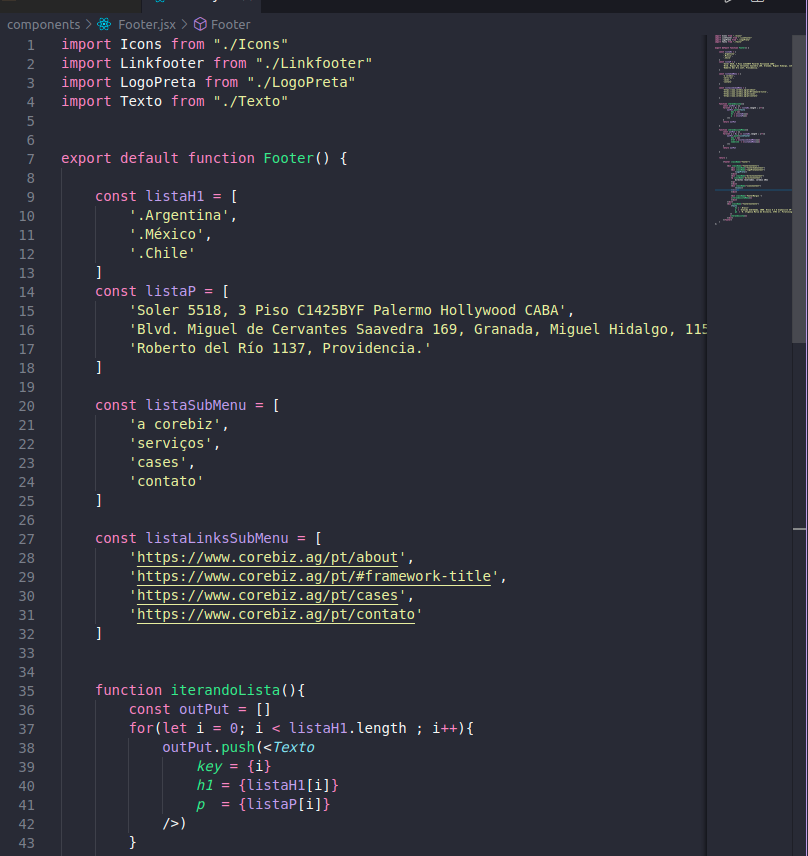 components > Footer.jsx > Footer
1 import Icons from "./Icons"
2 import Linkfooter from "./Linkfooter"
3 import LogoPreta from "./LogoPreta"
4 import Texto from "./Texto"
5
6
7 export default function Footer() {
8
9 const listaH1 = [
10 '.Argentina',
11 '.México',
12 '.Chile'
13 ]
14 const listaP = [
15 'Soler 5518, 3 Piso C1425BYF Palermo Hollywood CABA',
16 'Blvd. Miguel de Cervantes Saavedra 169, Granada, Miguel Hidalgo, 115
17 'Roberto del Río 1137, Providencia.'
18 ]
19
20 const listaSubMenu = [
21 'a corebiz',
22 'serviços',
23 'cases',
24 'contato'
25 ]
26
27 const listaLinksSubMenu = [
28 'https://www.corebiz.ag/pt/about',
29 'https://www.corebiz.ag/pt/#framework-title',
30 'https://www.corebiz.ag/pt/cases',
31 'https://www.corebiz.ag/pt/contato'
32 ]
33
34
35 function iterandoLista(){
36 const outPut = []
37 for(let i = 0; i < listaH1.length ; i++){
38 outPut.push(<Texto
39 key = {i}
40 h1 = {listaH1[i]}
41 p = {listaP[i]}
42 />)
43 }